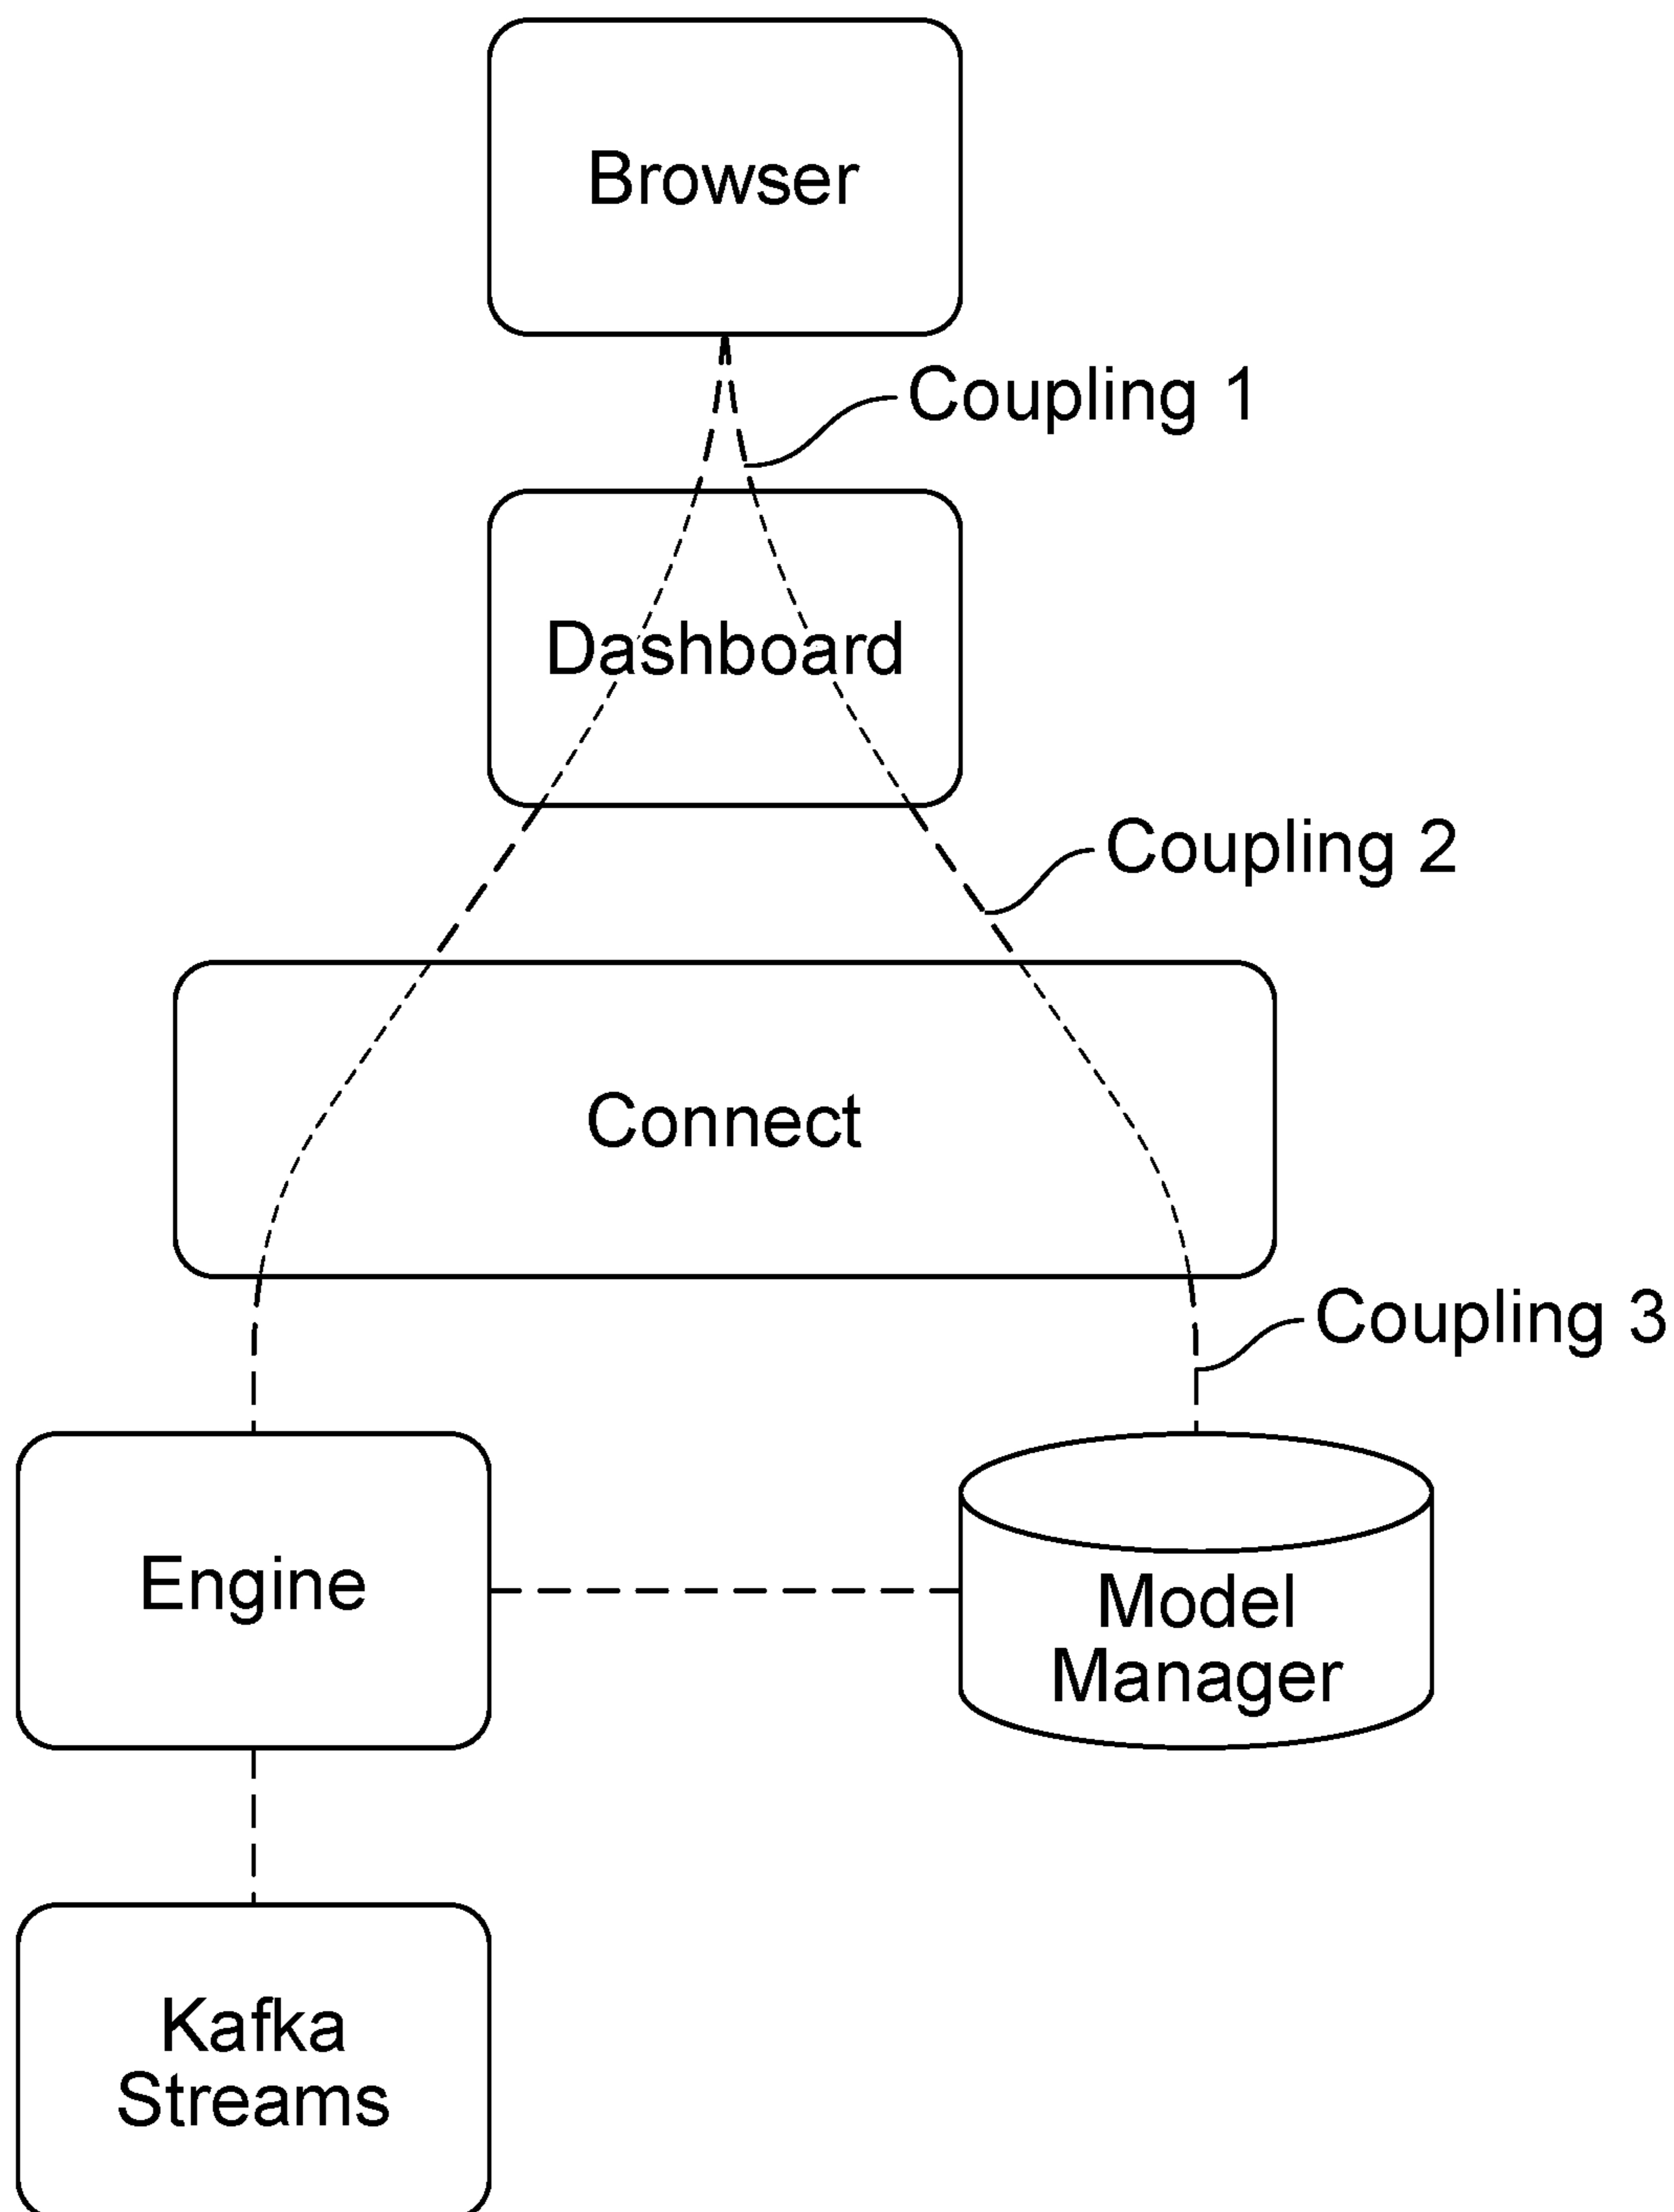 Browser
Coupling 1
Dashboard
Coupling 2
Connect
Coupling 3
Engine
Model
Manager
Kafka
Streams